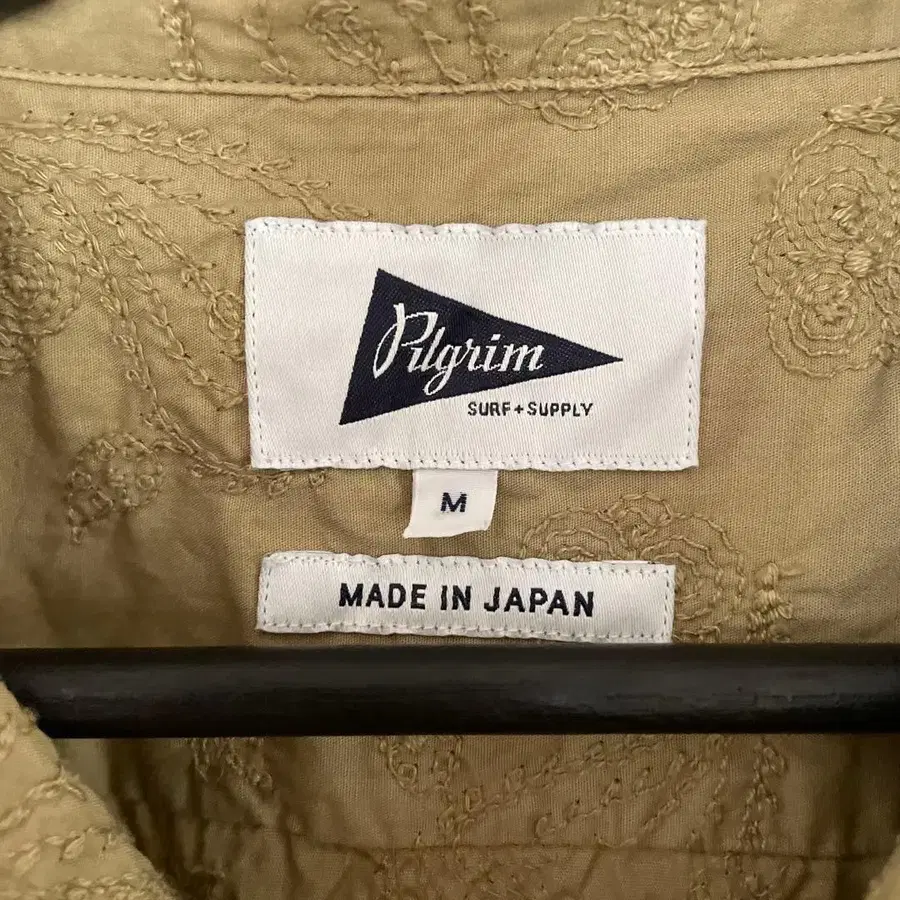 Pilgrim
SURF + SUPPLY
M
MADE IN JAPAN